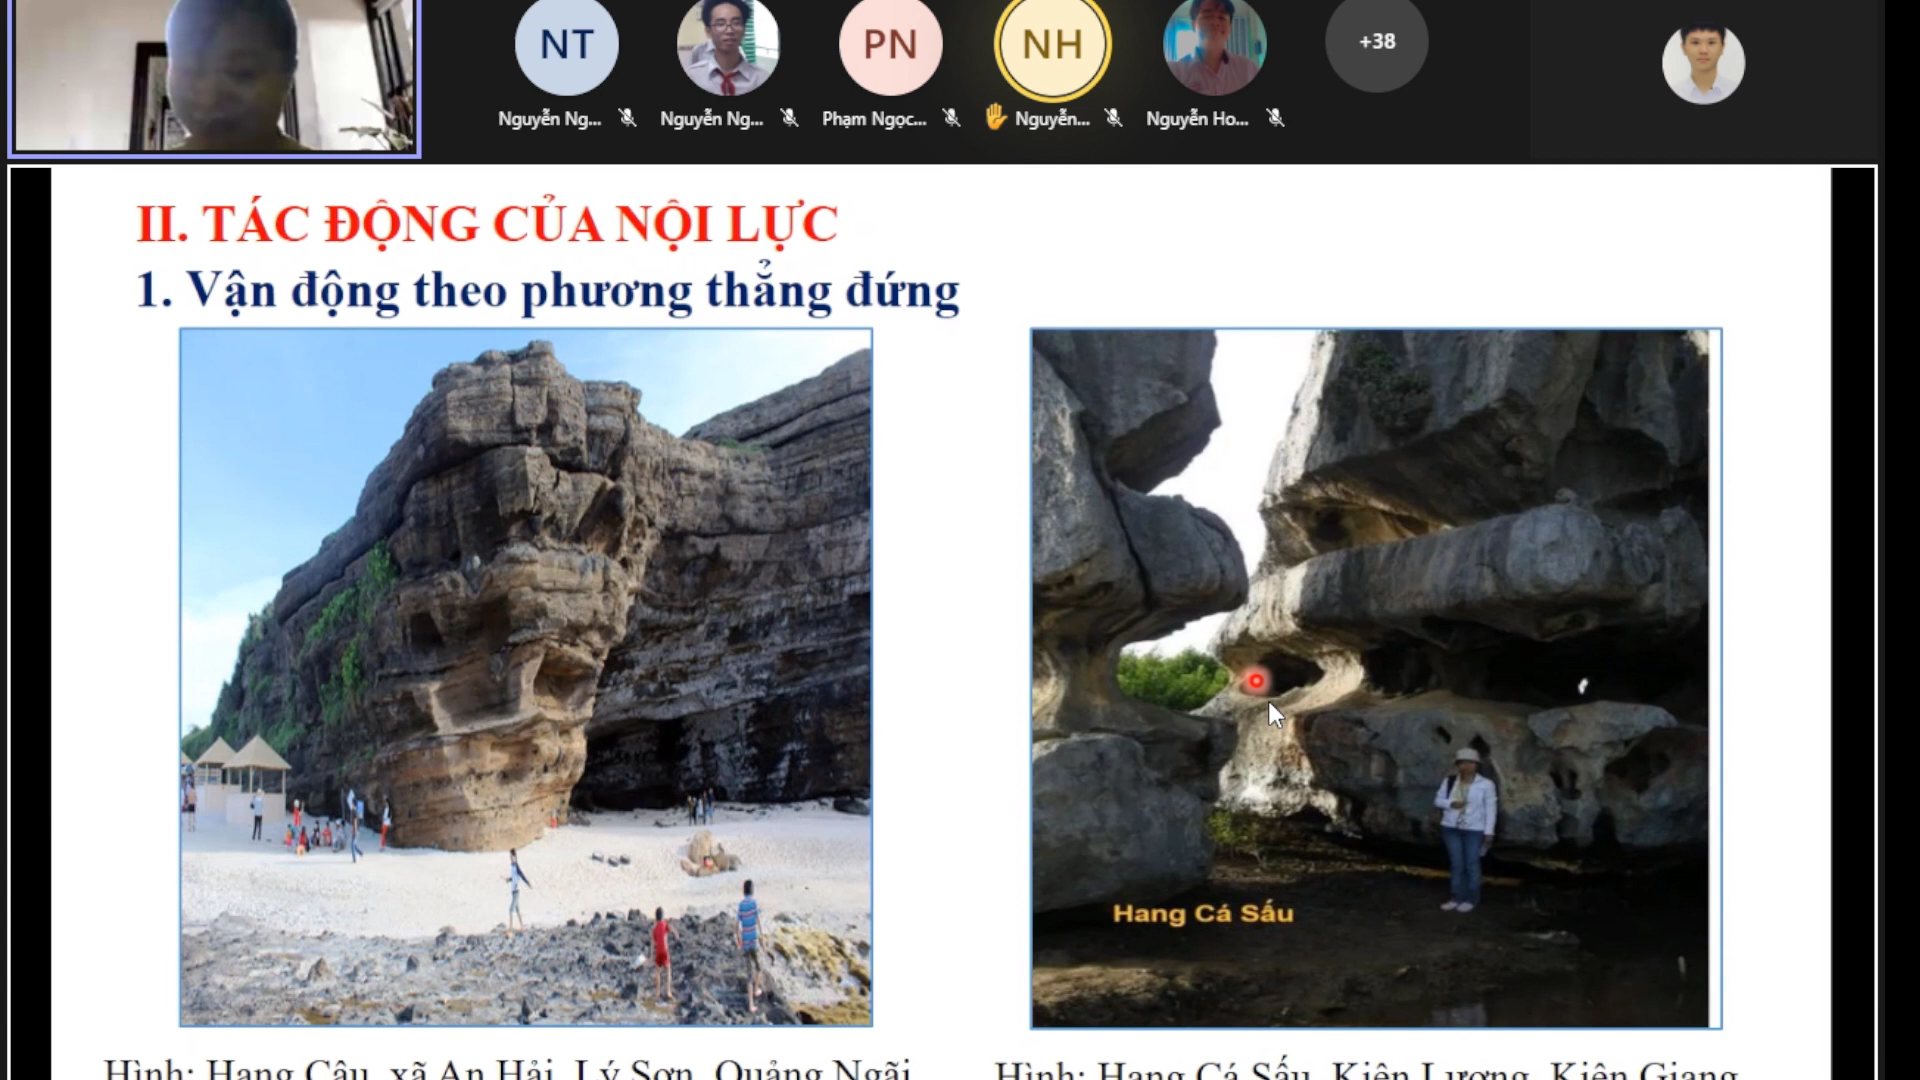 NT
PN
NH
+38
Nguyễn Ng...
Nguyễn Ng...
Phạm Ngọc...
Nguyễn...
Nguyễn Ho...
II. TÁC ĐỘNG CỦA NỘI LỰC
1. Vận động theo phương thẳng đứng
Hang Cá Sấu
Hình: Hang Câu, xã An Hải, Lý Sơn, Quảng Ngãi
Hình: Hang Cá Sấu, Kiên Lương, Kiên Giang